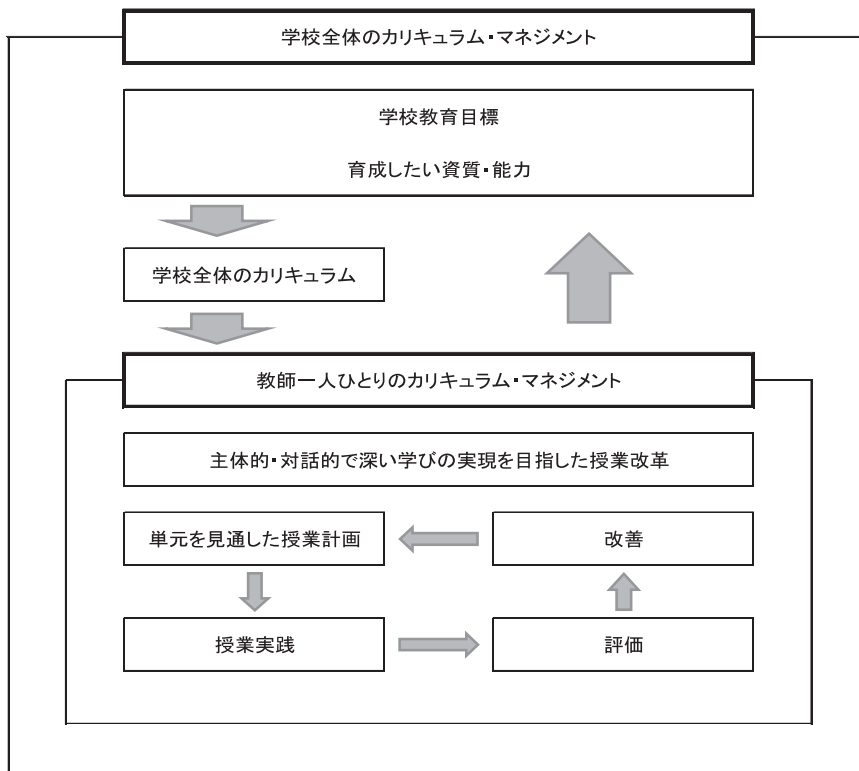 学校全体のカリキュラム・マネジメント
学校教育目標
育成したい資質・能力
学校全体のカリキュラム
教師一人ひとりのカリキュラム・マネジメント
主体的・対話的で深い学びの実現を目指した授業改革
単元を見通した授業計画
改善
授業実践
評価